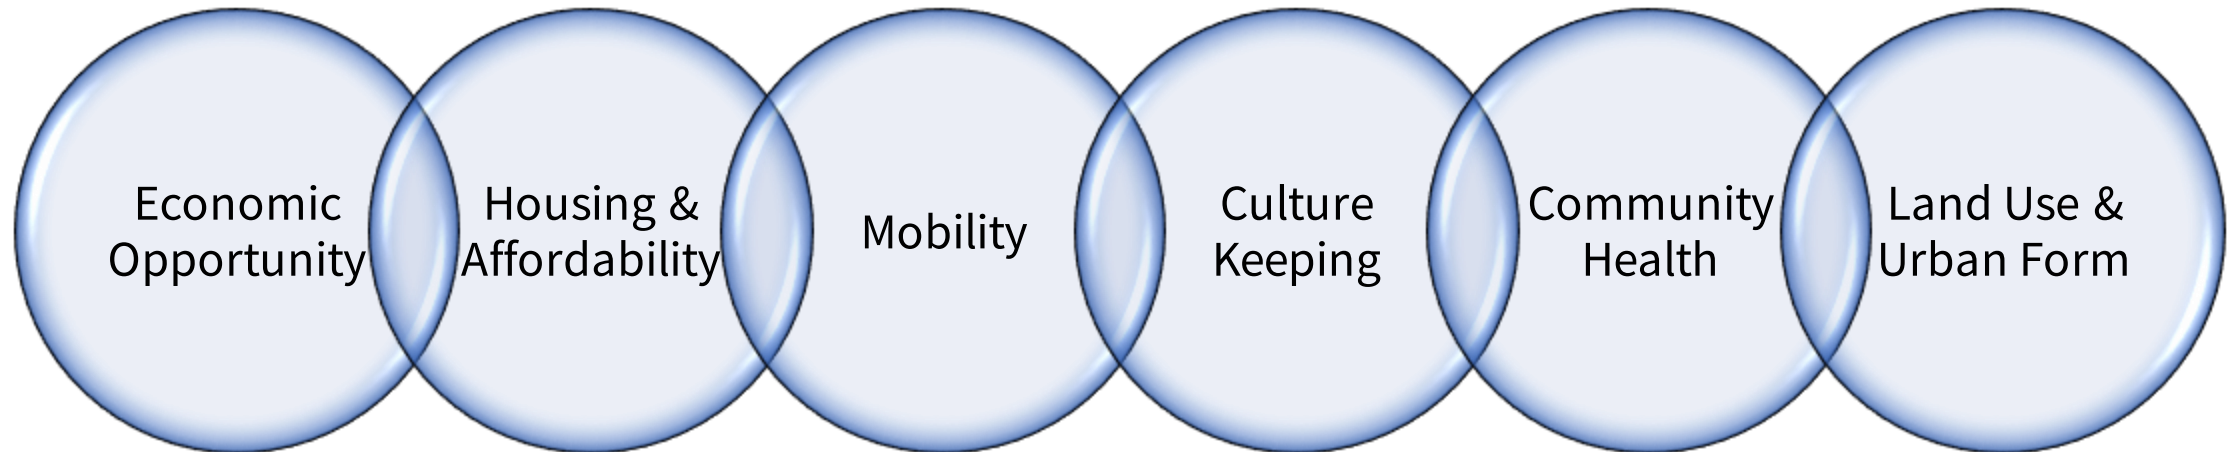 Economic
Opportunity
Housing &
Affordability
Mobility
Culture
Keeping
Community
Health
Land Use &
Urban Form